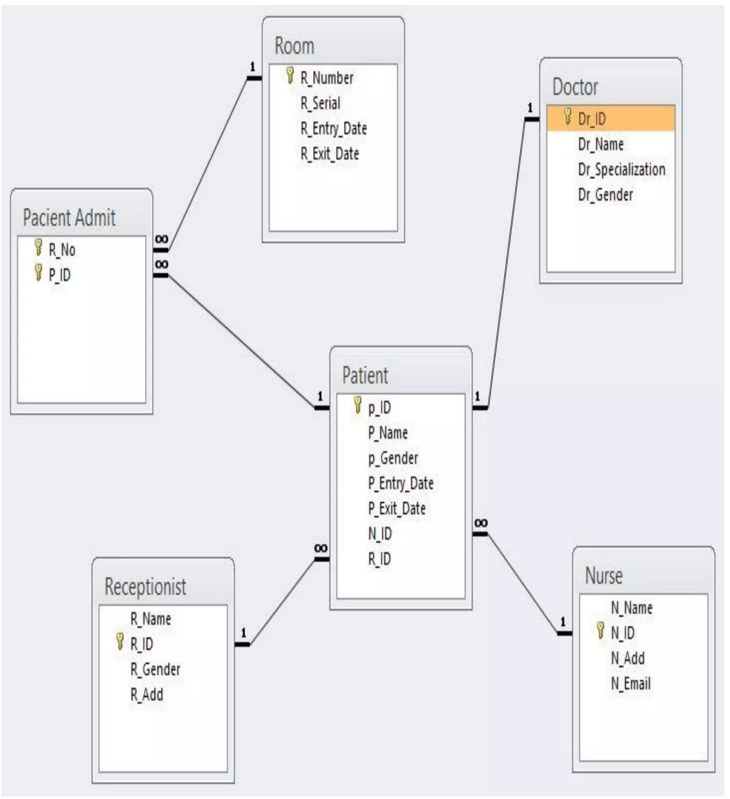 Room
R_Number
R_Serial
R_Entry_Date
R_Exit_Date
1
Doctor
Dr_ID
Dr_Name
Dr_Specialization
Dr_Gender
1
Pacient Admit
R_No
P_ID
∞
∞
Patient
p_ID
P_Name
p_Gender
P_Entry_Date
P_Exit_Date
N_ID
R_ID
1
1
∞
∞
Receptionist
R_Name
R_ID
R_Gender
R_Add
1
Nurse
N_Name
N_ID
N_Add
N_Email
1